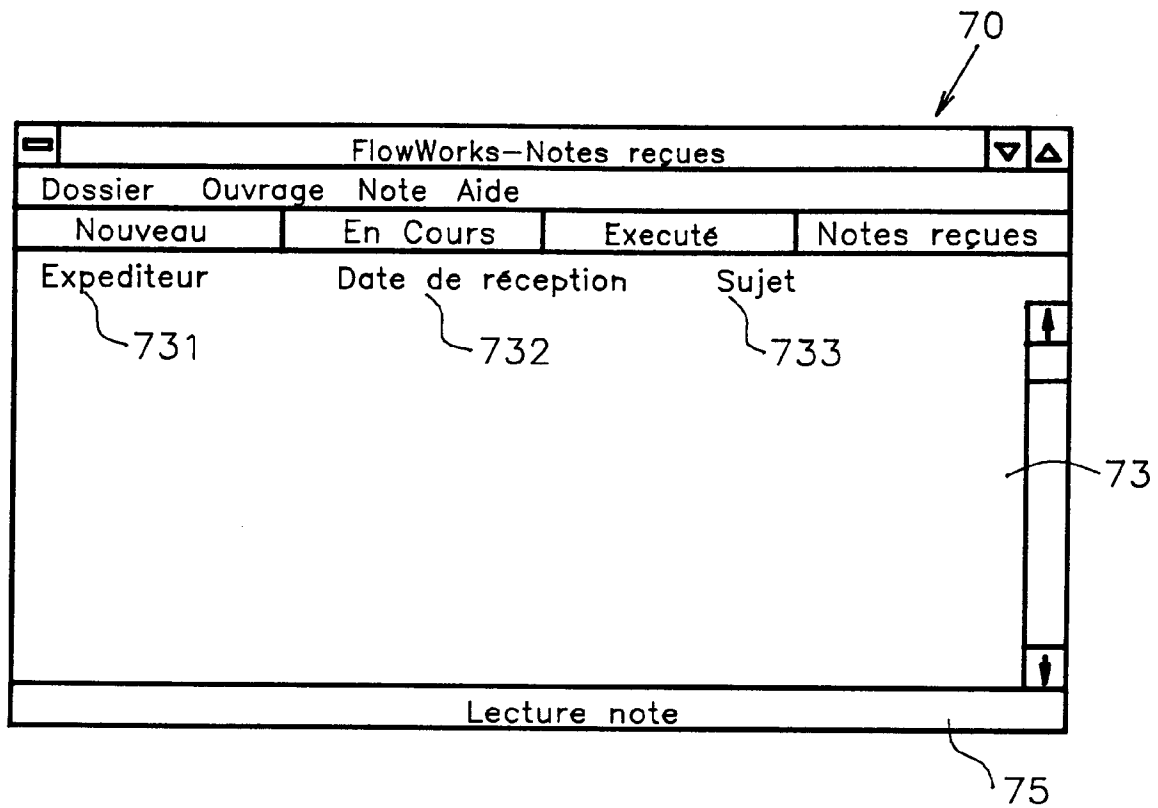 70
FlowWorks-Notes reçues
Dossier Ouvrage Note Aide
Nouveau En Cours Executé Notes reçues
Expediteur Date de réception Sujet
731 732 733
73
Lecture note
75